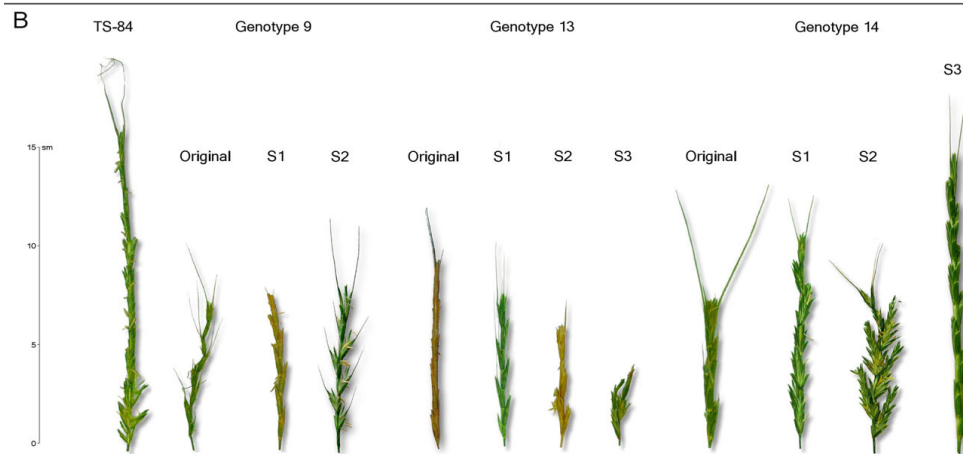 B
TS-84
Genotype 9
Genotype 13
Genotype 14
S3
15 sm
Original
S1
S2
Original
S1
S2
S3
Original
S1
S2
10
5
0